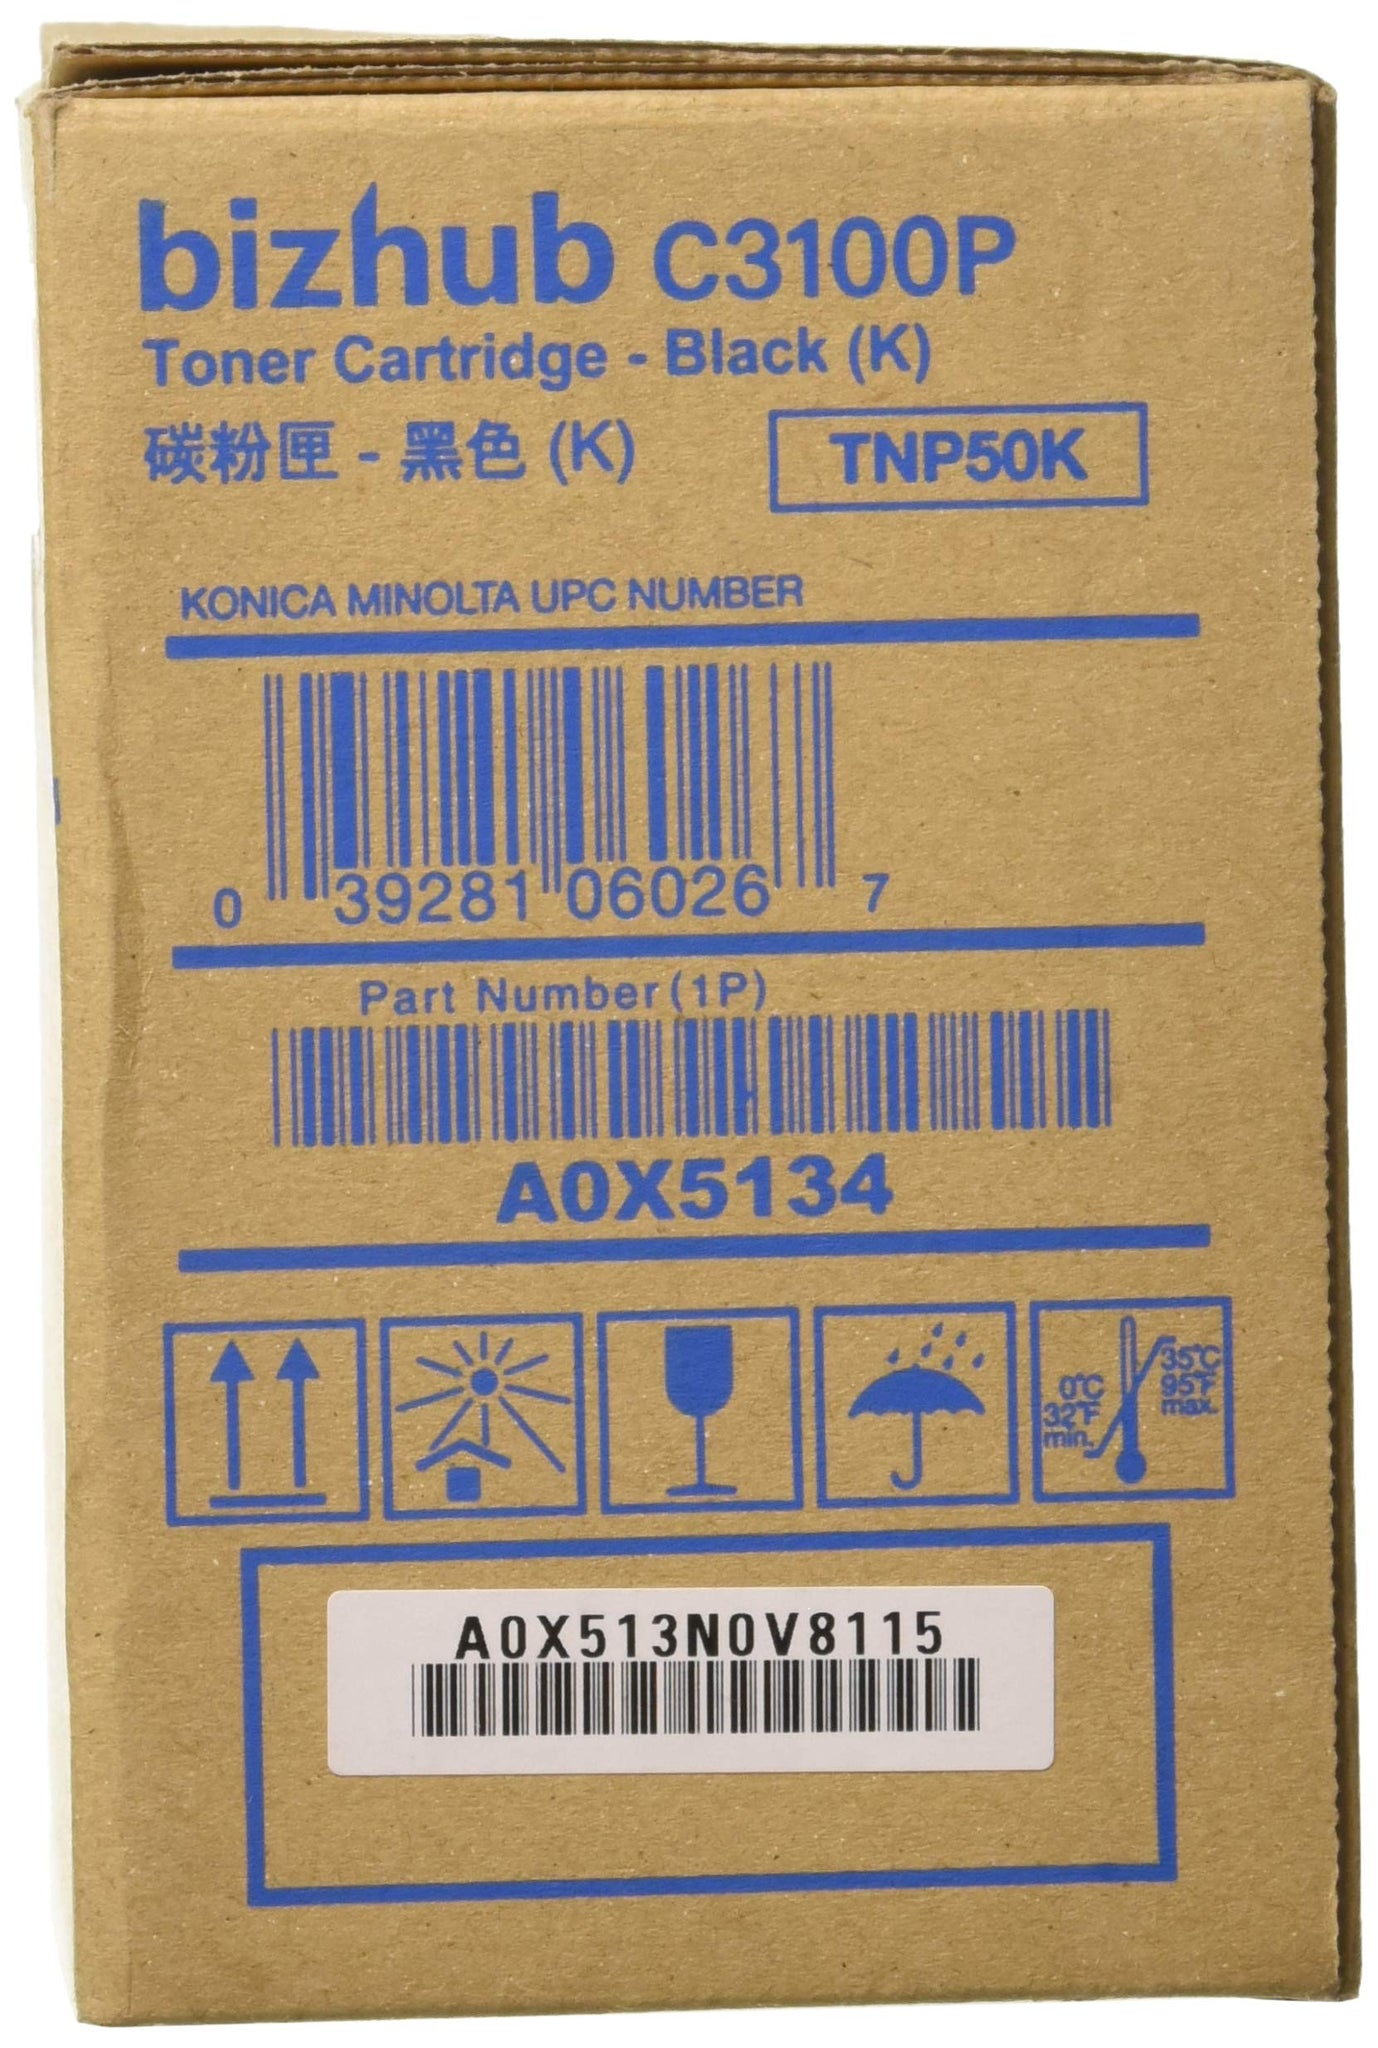 bizhub C3100P
Toner Cartridge - Black (K)
碳粉匣 - 黑色 (K)
TNP50K
KONICA MINOLTA UPC NUMBER
0 39281 06026 7
Part Number (1P)
A0X5134
0°C
32°F
min.
35°C
95°F
max.
A0X513N0V8115